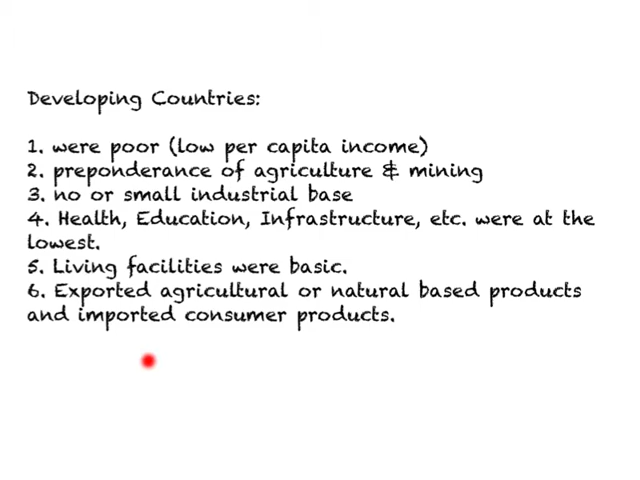 Developing Countries:
1. were poor (low per capita income)
2. preponderance of agriculture & mining
3. no or small industrial base
4. Health, Education, Infrastructure, etc. were at the
lowest.
5. Living facilities were basic.
6. Exported agricultural or natural based products
and imported consumer products.